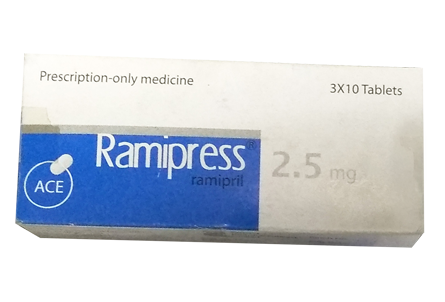 Prescription-only medicine
3X10 Tablets
Ramipress®
ramipril
2.5 mg
ACE